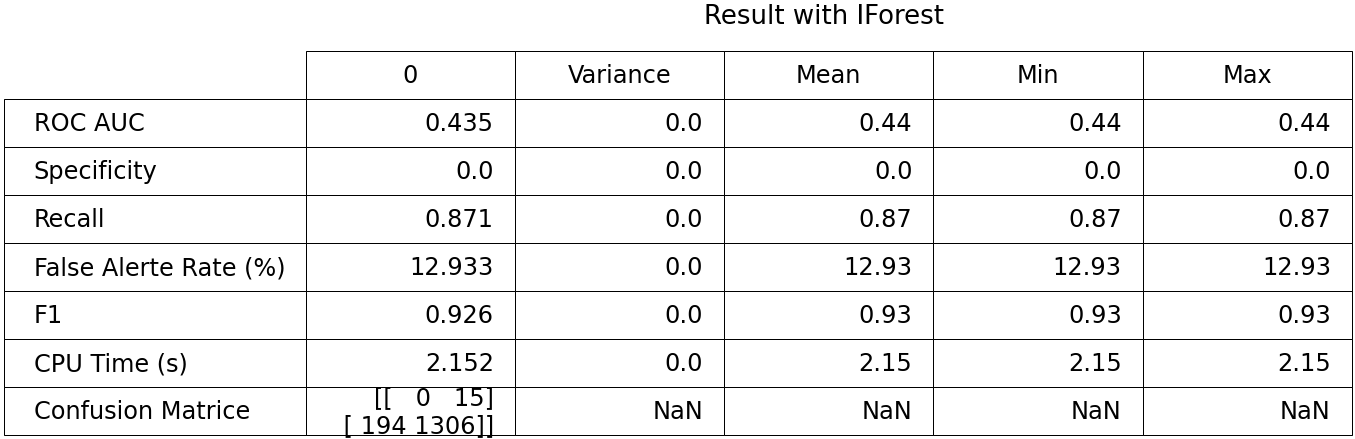 Result with IForest
0 Variance Mean Min Max
ROC AUC 0.435 0.0 0.44 0.44 0.44
Specificity 0.0 0.0 0.0 0.0 0.0
Recall 0.871 0.0 0.87 0.87 0.87
False Alerte Rate (%) 12.933 0.0 12.93 12.93 12.93
F1 0.926 0.0 0.93 0.93 0.93
CPU Time (s) 2.152 0.0 2.15 2.15 2.15
Confusion Matrice [[ 0 15]
[ 194 1306]] NaN NaN NaN NaN